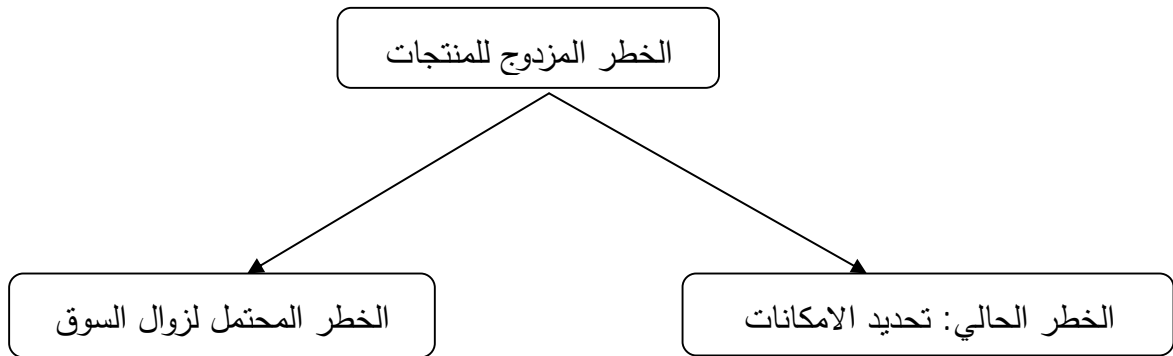 الخطر المزدوج للمنتجات
الخطر الحالي: تحديد الامكانات
الخطر المحتمل لزوال السوق